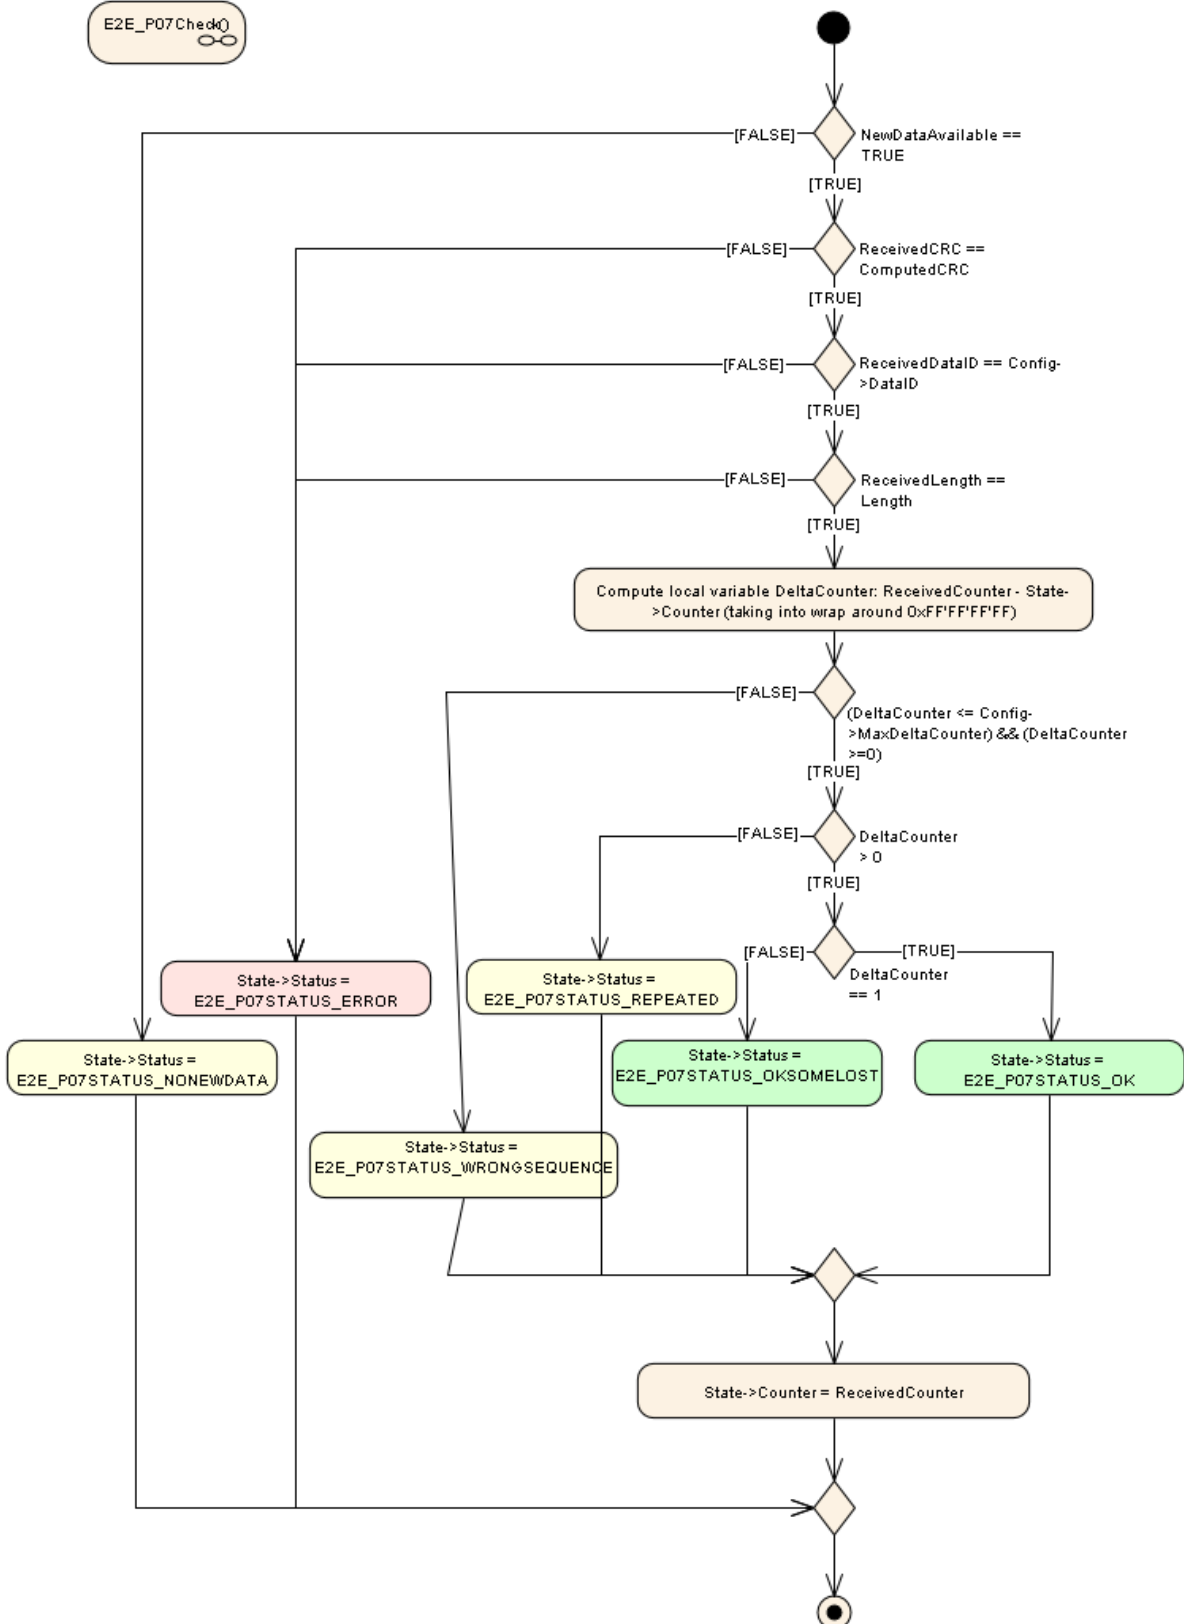 E2E_P07Check()
[FALSE]
NewDataAvailable ==
TRUE
[TRUE]
[FALSE]
ReceivedCRC ==
ComputedCRC
[TRUE]
[FALSE]
ReceivedDataID == Config-
>DataID
[TRUE]
[FALSE]
ReceivedLength ==
Length
[TRUE]
Compute local variable DeltaCounter: ReceivedCounter - State-
>Counter (taking into wrap around 0xFF'FF'FF'FF)
[FALSE]
(DeltaCounter <= Config-
>MaxDeltaCounter) && (DeltaCounter
>=0)
[TRUE]
[FALSE]
DeltaCounter
> 0
[TRUE]
[FALSE]
[TRUE]
DeltaCounter
== 1
State->Status =
E2E_P07STATUS_ERROR
State->Status =
E2E_P07STATUS_REPEATED
State->Status =
E2E_P07STATUS_NONEWDATA
State->Status =
E2E_P07STATUS_OKSOMELOST
State->Status =
E2E_P07STATUS_OK
State->Status =
E2E_P07STATUS_WRONGSEQUENCE
State->Counter = ReceivedCounter